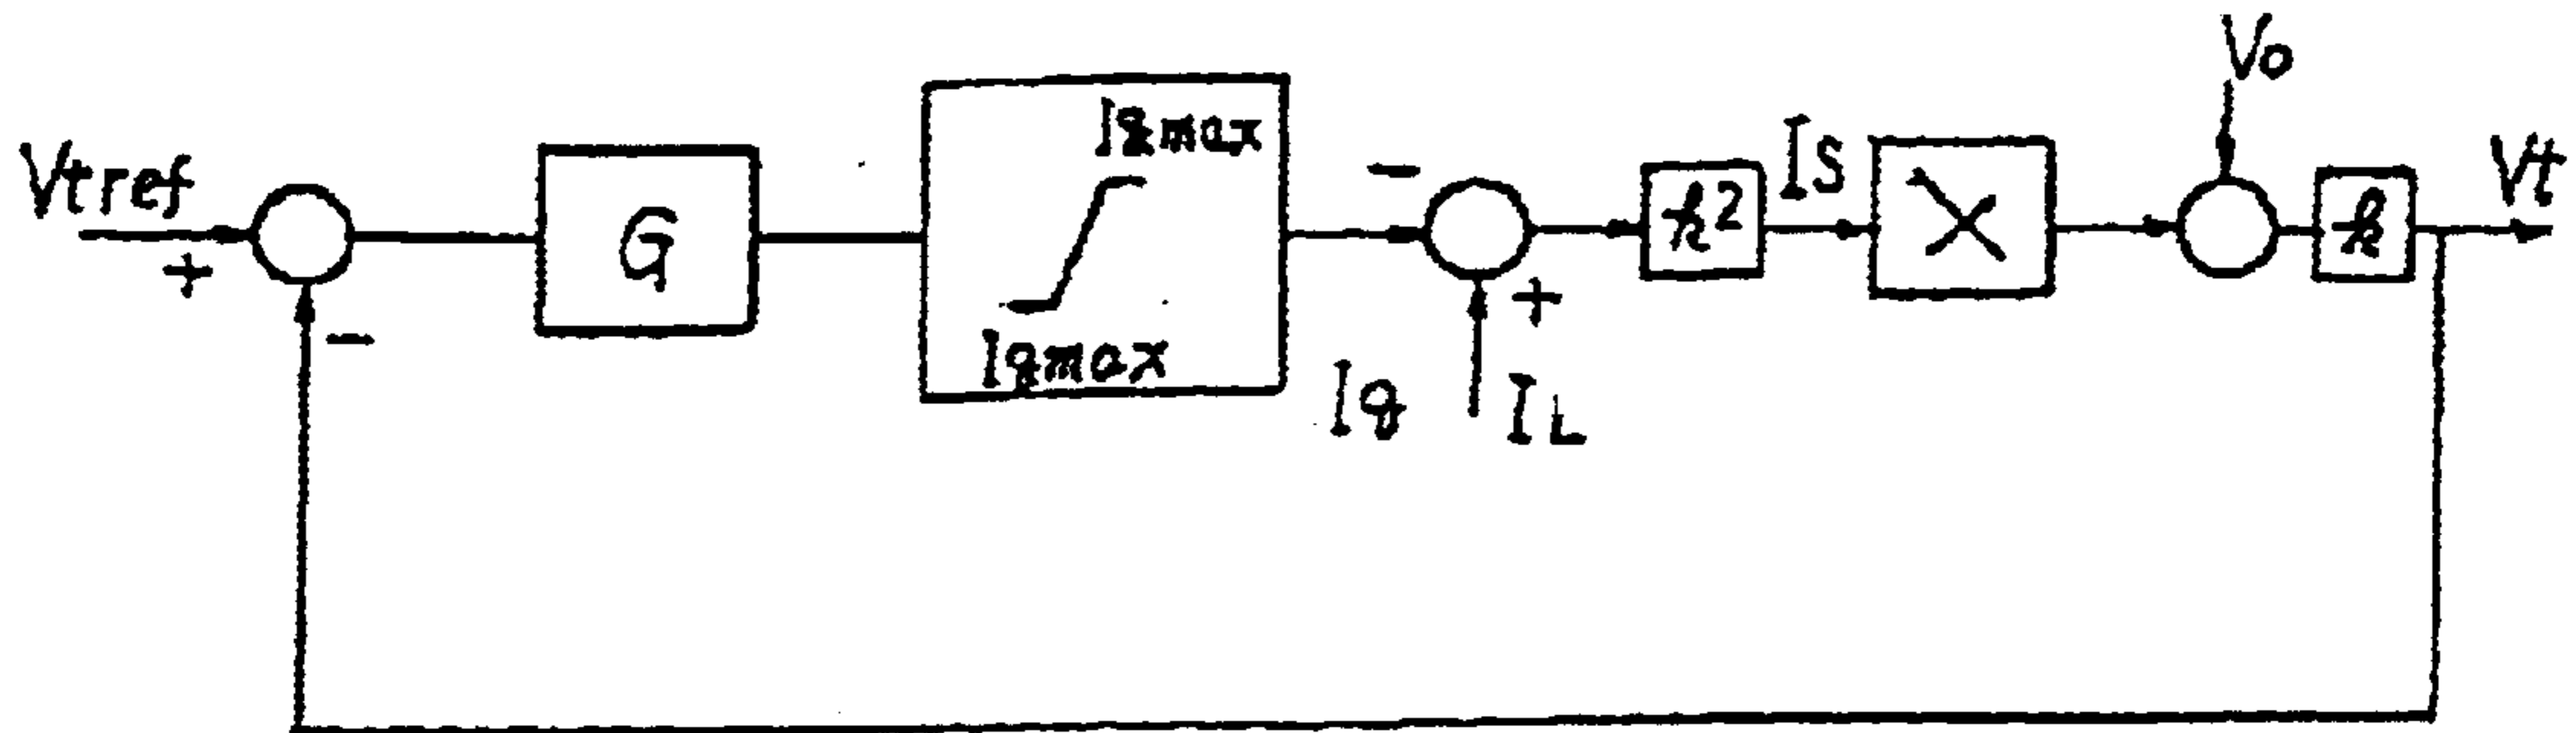 Vo
Vtref
+
-
G
Iqmax
Iqmax
Iq
-
+
IL
k²
IS
X
k
Vt